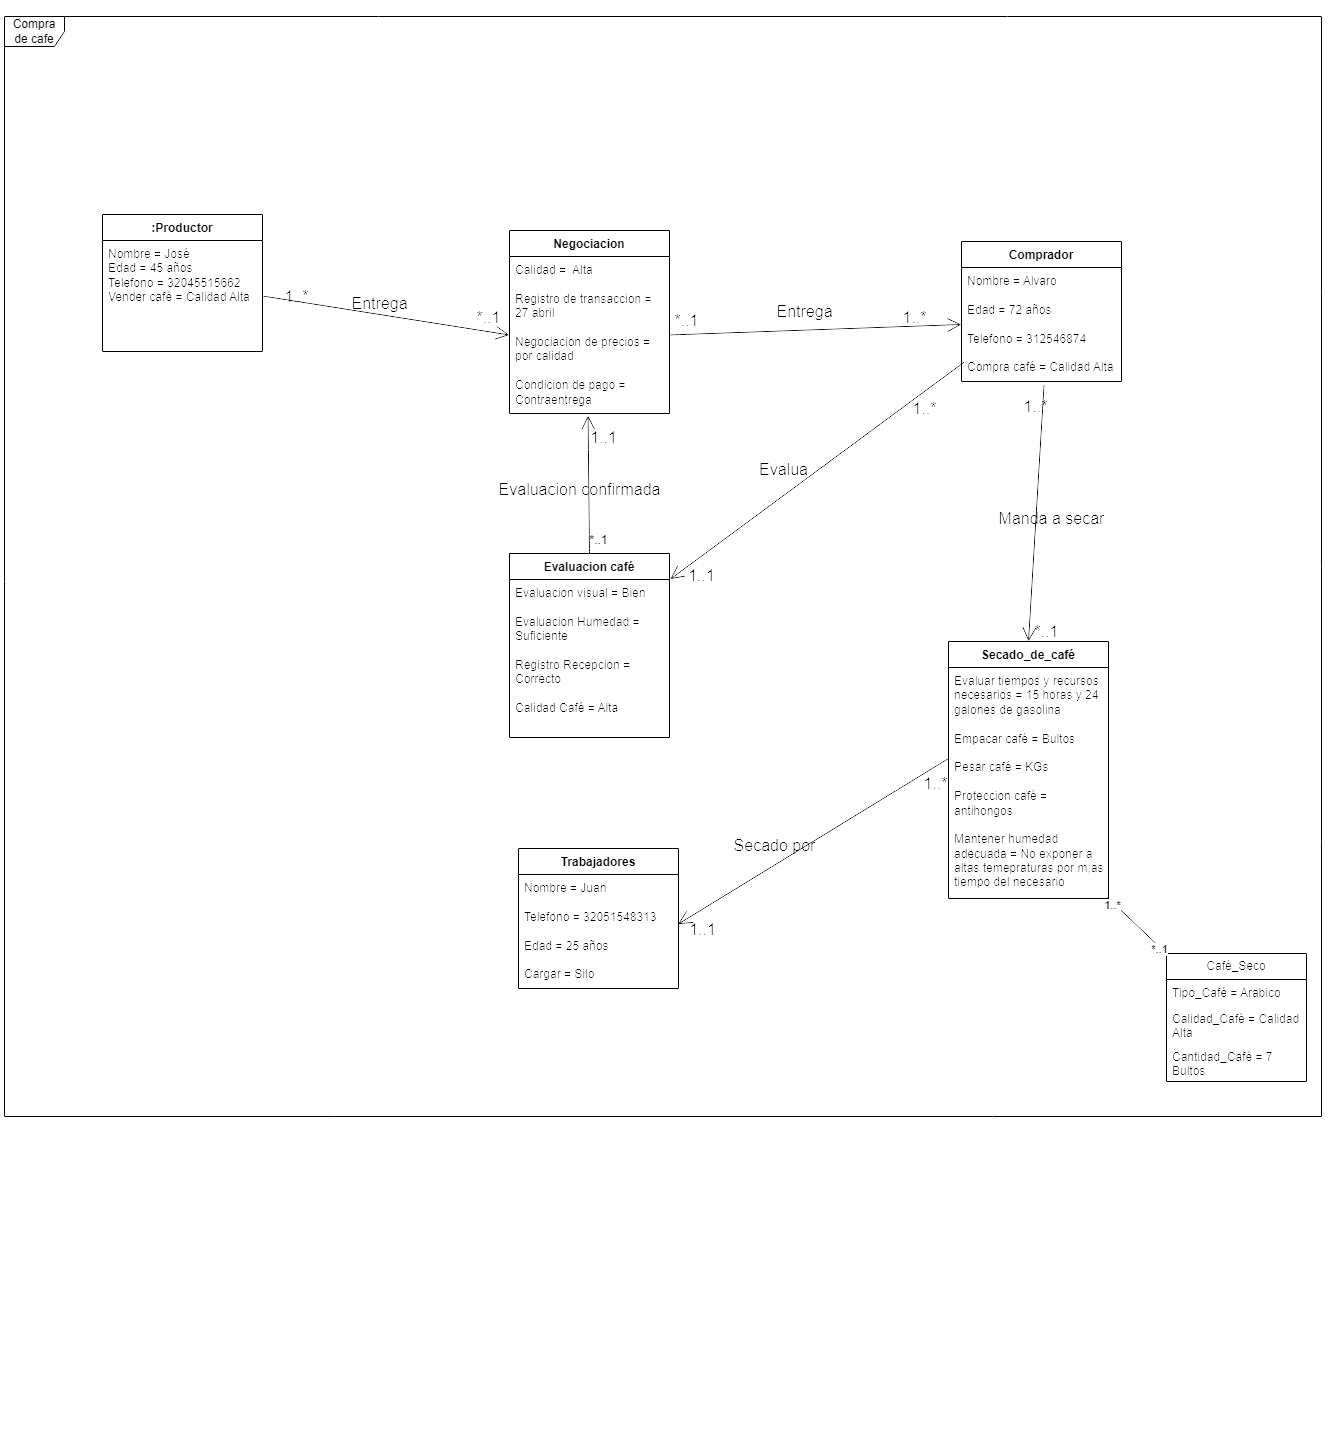 Compra
de cafe
:Productor
Nombre = José
Edad = 45 años
Telefono = 32045515662
Vender café = Calidad Alta
1..*
Entrega
*..1
Negociacion
Calidad =  Alta
Registro de transaccion =
27 abril
Negociacion de precios =
por calidad
Condicion de pago =
Contraentrega
*..1
Entrega
1..*
Comprador
Nombre = Alvaro
Edad = 72 años
Telefono = 312546874
Compra café = Calidad Alta
1..*
1..*
1..1
Evalua
Evaluacion confirmada
Manda a secar
*..1
1..1
*..1
Evaluacion café
Evaluacion visual = Bien
Evaluacion Humedad =
Suficiente
Registro Recepcion =
Correcto
Calidad Café = Alta
Secado_de_café
Evaluar tiempos y recursos
necesarios = 15 horas y 24
galones de gasolina
Empacar café = Bultos
Pesar café = KGs
Proteccion café =
antihongos
Mantener humedad
adecuada = No exponer a
altas temepraturas por m;as
tiempo del necesario
1..*
Secado por
1..1
Trabajadores
Nombre = Juan
Telefono = 32051548313
Edad = 25 años
Cargar = Silo
1..*
*..1
Café_Seco
Tipo_Café = Arabico
Calidad_Café = Calidad
Alta
Cantidad_Café = 7
Bultos